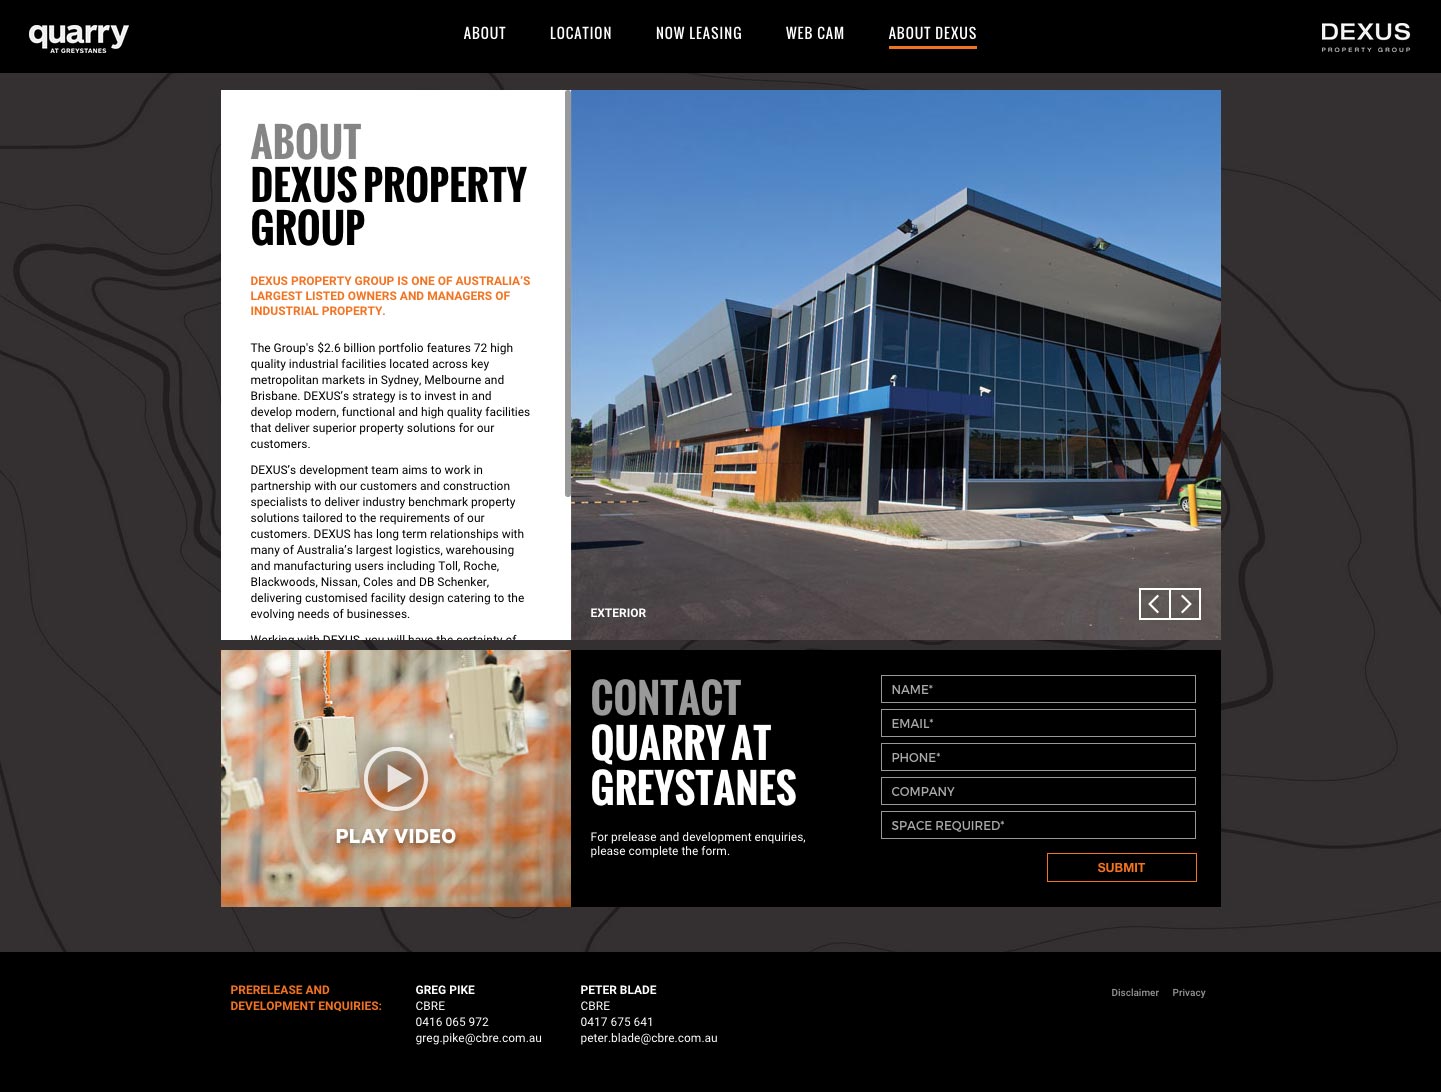 quarry
AT GREYSTANES
ABOUT
LOCATION
NOW LEASING
WEB CAM
ABOUT DEXUS
DEXUS
PROPERTY GROUP
ABOUT
DEXUS PROPERTY
GROUP
DEXUS PROPERTY GROUP IS ONE OF AUSTRALIA'S
LARGEST LISTED OWNERS AND MANAGERS OF
INDUSTRIAL PROPERTY.
The Group's $2.6 billion portfolio features 72 high
quality industrial facilities located across key
metropolitan markets in Sydney, Melbourne and
Brisbane. DEXUS's strategy is to invest in and
develop modern, functional and high quality facilities
that deliver superior property solutions for our
customers.
DEXUS's development team aims to work in
partnership with our customers and construction
specialists to deliver industry benchmark property
solutions tailored to the requirements of our
customers. DEXUS has long term relationships with
many of Australia's largest logistics, warehousing
and manufacturing users including Toll, Roche,
Blackwoods, Nissan, Coles and DB Schenker,
delivering customised facility design catering to the
evolving needs of businesses.
Working with DEXUS, you will have the certainty of
EXTERIOR
PLAY VIDEO
CONTACT
QUARRY AT
GREYSTANES
For prelease and development enquiries,
please complete the form.
NAME*
EMAIL*
PHONE*
COMPANY
SPACE REQUIRED*
SUBMIT
PRERELEASE AND
DEVELOPMENT ENQUIRIES:
GREG PIKE
CBRE
0416 065 972
greg.pike@cbre.com.au
PETER BLADE
CBRE
0417 675 641
peter.blade@cbre.com.au
Disclaimer
Privacy